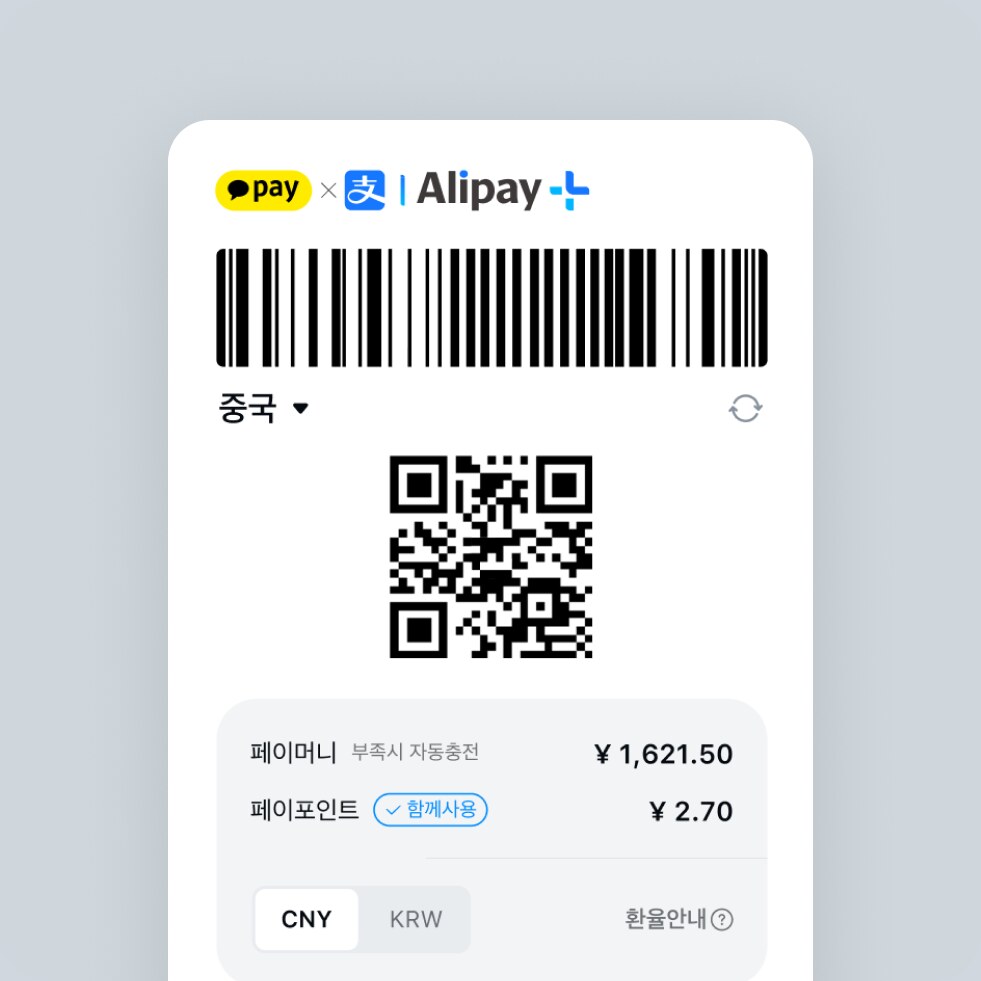 pay × 支 | Alipay+
중국
페이머니 부족시 자동충전 ¥ 1,621.50
페이포인트 함께사용 ¥ 2.70
CNY KRW 환율안내 ?